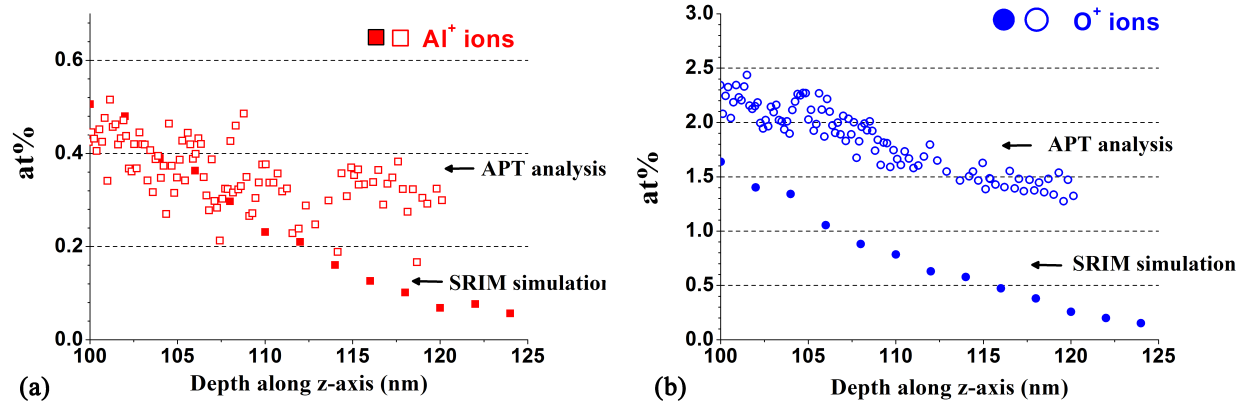 Al+ ions
0.6
0.4
0.2
0.0
at%
APT analysis
SRIM simulation
100 105 110 115 120 125
Depth along z-axis (nm)
(a)
O+ ions
3.0
2.5
2.0
1.5
1.0
0.5
0.0
at%
APT analysis
SRIM simulation
100 105 110 115 120 125
Depth along z-axis (nm)
(b)